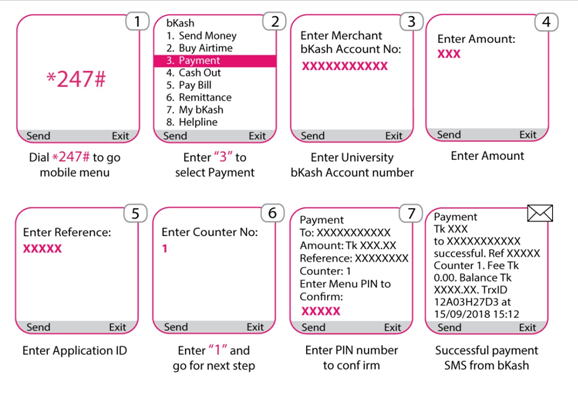 1
*247#
Send Exit
Dial *247# to go
mobile menu
2
bKash
1. Send Money
2. Buy Airtime
3. Payment
4. Cash Out
5. Pay Bill
6. Remittance
7. My bKash
8. Helpline
Send Exit
Enter “3” to
select Payment
3
Enter Merchant
bKash Account No:
XXXXXXXXXXX
Send Exit
Enter University
bKash Account number
4
Enter Amount:
XXX
Send Exit
Enter Amount
5
Enter Reference:
XXXXX
Send Exit
Enter Application ID
6
Enter Counter No:
1
Send Exit
Enter “1” and
go for next step
7
Payment
To: XXXXXXXXXXX
Amount: Tk XXX.XX
Reference: XXXXXXXX
Counter: 1
Enter Menu PIN to
Confirm:
XXXXX
Send Exit
Enter PIN number
to conf irm
Payment
Tk XXX
to XXXXXXXXXXX
successful. Ref XXXXX
Counter 1. Fee Tk
0.00. Balance Tk
XXXX.XX. TrxID
12A03H27D3 at
15/09/2018 15:12
Send Exit
Successful payment
SMS from bKash